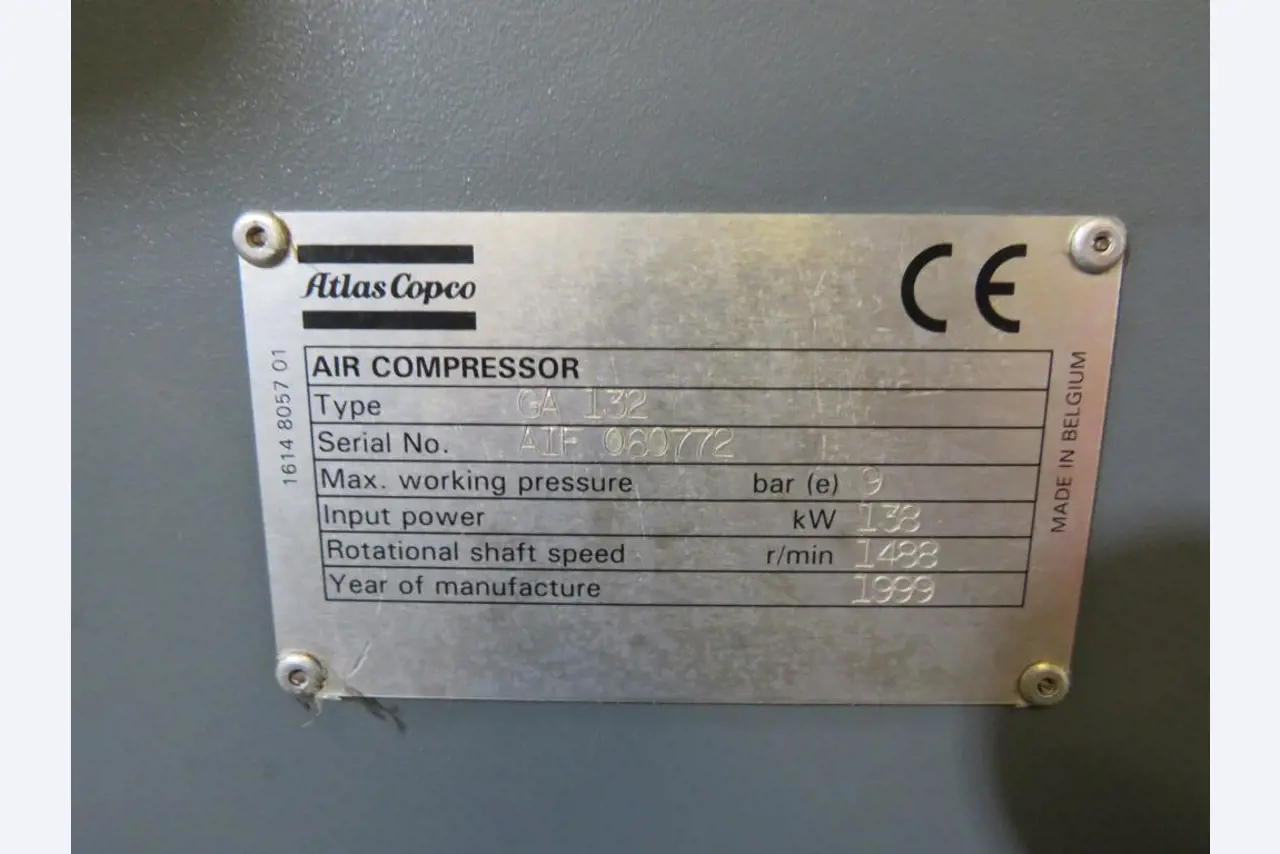 Atlas Copco
CE
AIR COMPRESSOR
Type GA 132
Serial No. AIF 080772
Max. working pressure bar (e) 9
Input power kW 138
Rotational shaft speed r/min 1488
Year of manufacture 1999
1614 8057 01
MADE IN BELGIUM